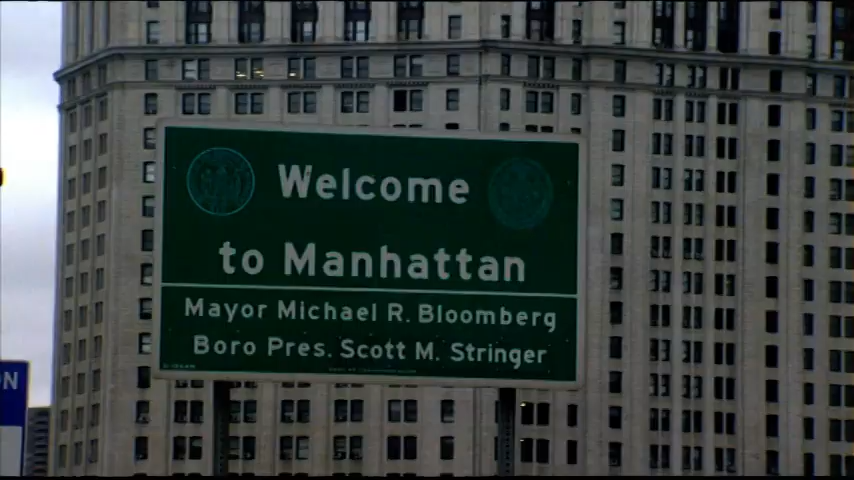 Welcome
to Manhattan
Mayor Michael R. Bloomberg
Boro Pres. Scott M. Stringer